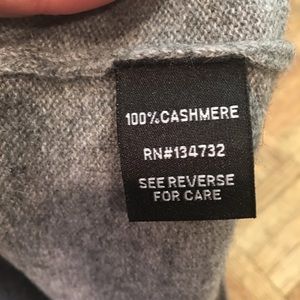 100%CASHMERE
RN#134732
SEE REVERSE
FOR CARE